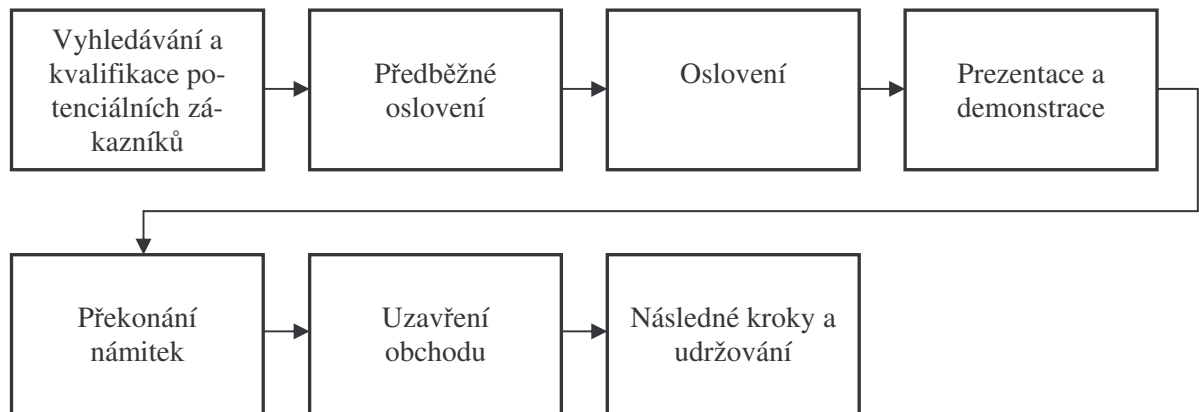 Vyhledávání a
kvalifikace po-
tenciálních zá-
kazníků
Předběžné
oslovení
Oslovení
Prezentace a
demonstrace
Překonání
námitek
Uzavření
obchodu
Následné kroky a
udržování